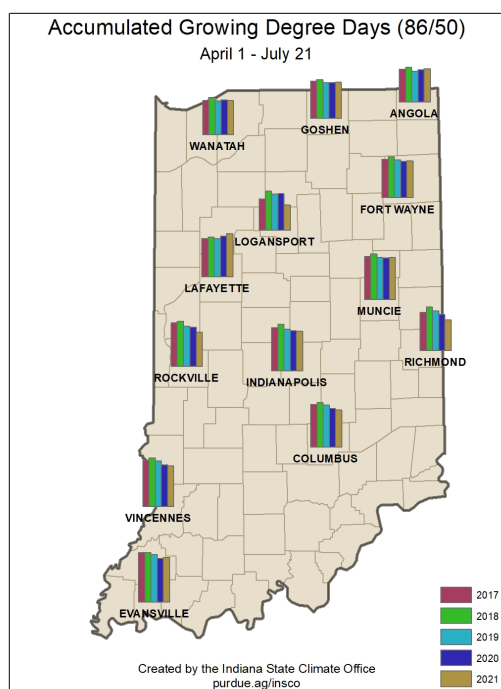 Accumulated Growing Degree Days (86/50)
April 1 - July 21
ANGOLA
GOSHEN
WANATAH
FORT WAYNE
LOGANSPORT
LAFAYETTE
MUNCIE
RICHMOND
ROCKVILLE
INDIANAPOLIS
COLUMBUS
VINCENNES
EVANSVILLE
2017
2018
2019
2020
2021
Created by the Indiana State Climate Office
purdue.ag/insco